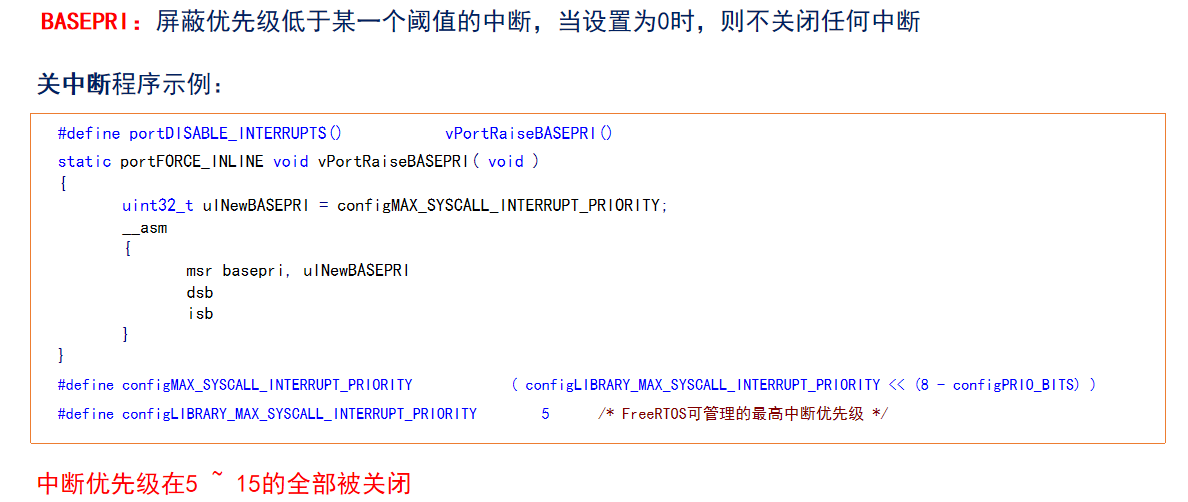 BASEPRI：屏蔽优先级低于某一个阈值的中断，当设置为0时，则不关闭任何中断
关中断程序示例：
#define portDISABLE_INTERRUPTS() vPortRaiseBASEPRI()
static portFORCE_INLINE void vPortRaiseBASEPRI( void )
{
uint32_t ulNewBASEPRI = configMAX_SYSCALL_INTERRUPT_PRIORITY;
__asm
{
msr basepri, ulNewBASEPRI
dsb
isb
}
}
#define configMAX_SYSCALL_INTERRUPT_PRIORITY ( configLIBRARY_MAX_SYSCALL_INTERRUPT_PRIORITY << (8 - configPRIO_BITS) )
#define configLIBRARY_MAX_SYSCALL_INTERRUPT_PRIORITY 5 /* FreeRTOS可管理的最高中断优先级 */
中断优先级在5 ~ 15的全部被关闭